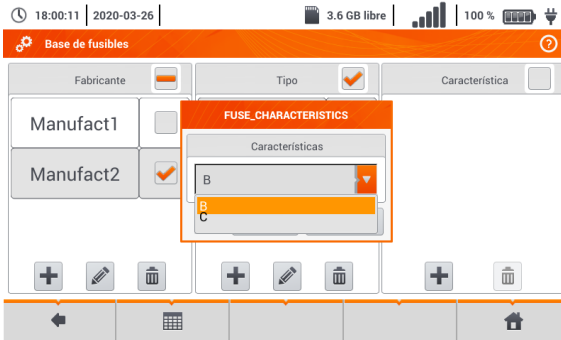 18:00:11 2020-03-26 3.6 GB libre 100 %
Base de fusibles
Fabricante Tipo Característica
FUSE_CHARACTERISTICS
Características
Manufact1
Manufact2
B
B
C